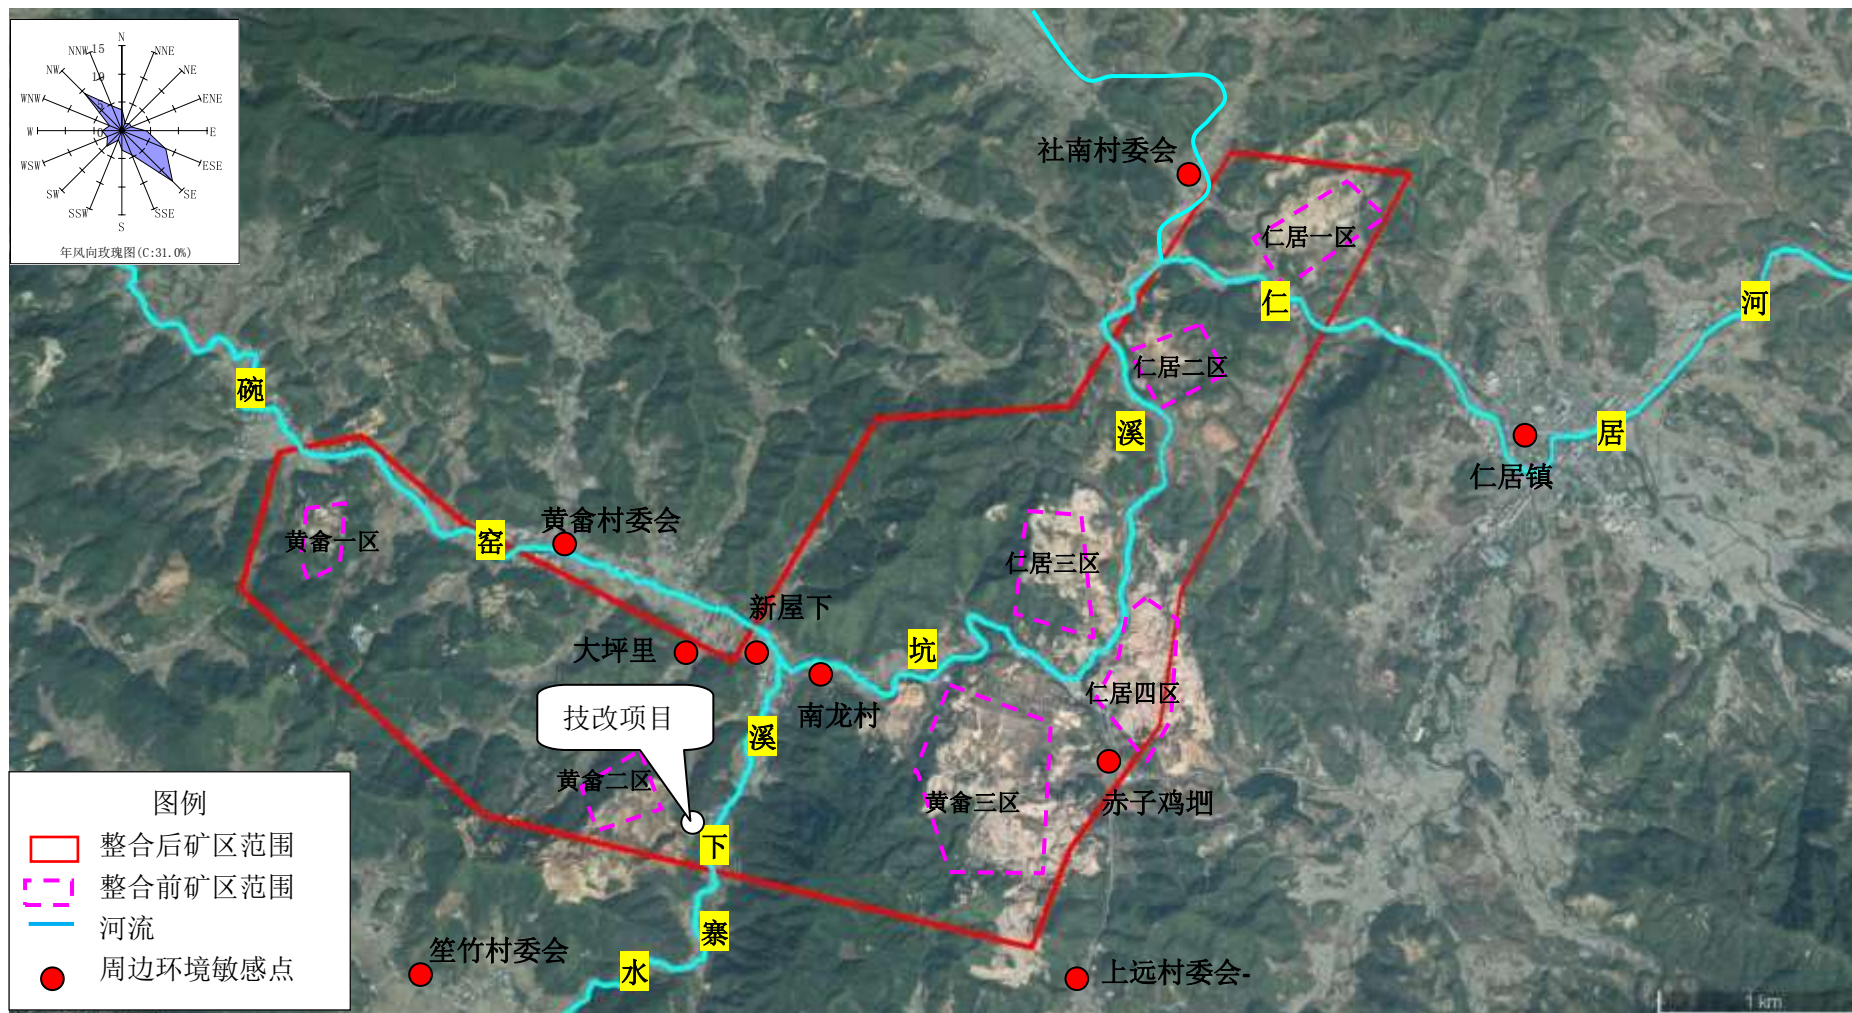 N
NNW
15
NNE
NW
10
NE
WNW
5
ENE
W
0
E
WSW
ESE
SW
SE
SSW
SSE
S
年风向玫瑰图(C:31.0%)
社南村委会
仁居一区
仁
河
仁居二区
碗
溪
居
仁居镇
黄畲村委会
窑
黄畲一区
仁居三区
新屋下
大坪里
坑
仁居四区
技改项目
南龙村
溪
黄畲二区
黄畲三区
赤子鸡垇
下
寨
笙竹村委会
水
上远村委会-
图例
整合后矿区范围
整合前矿区范围
河流
周边环境敏感点
1 km